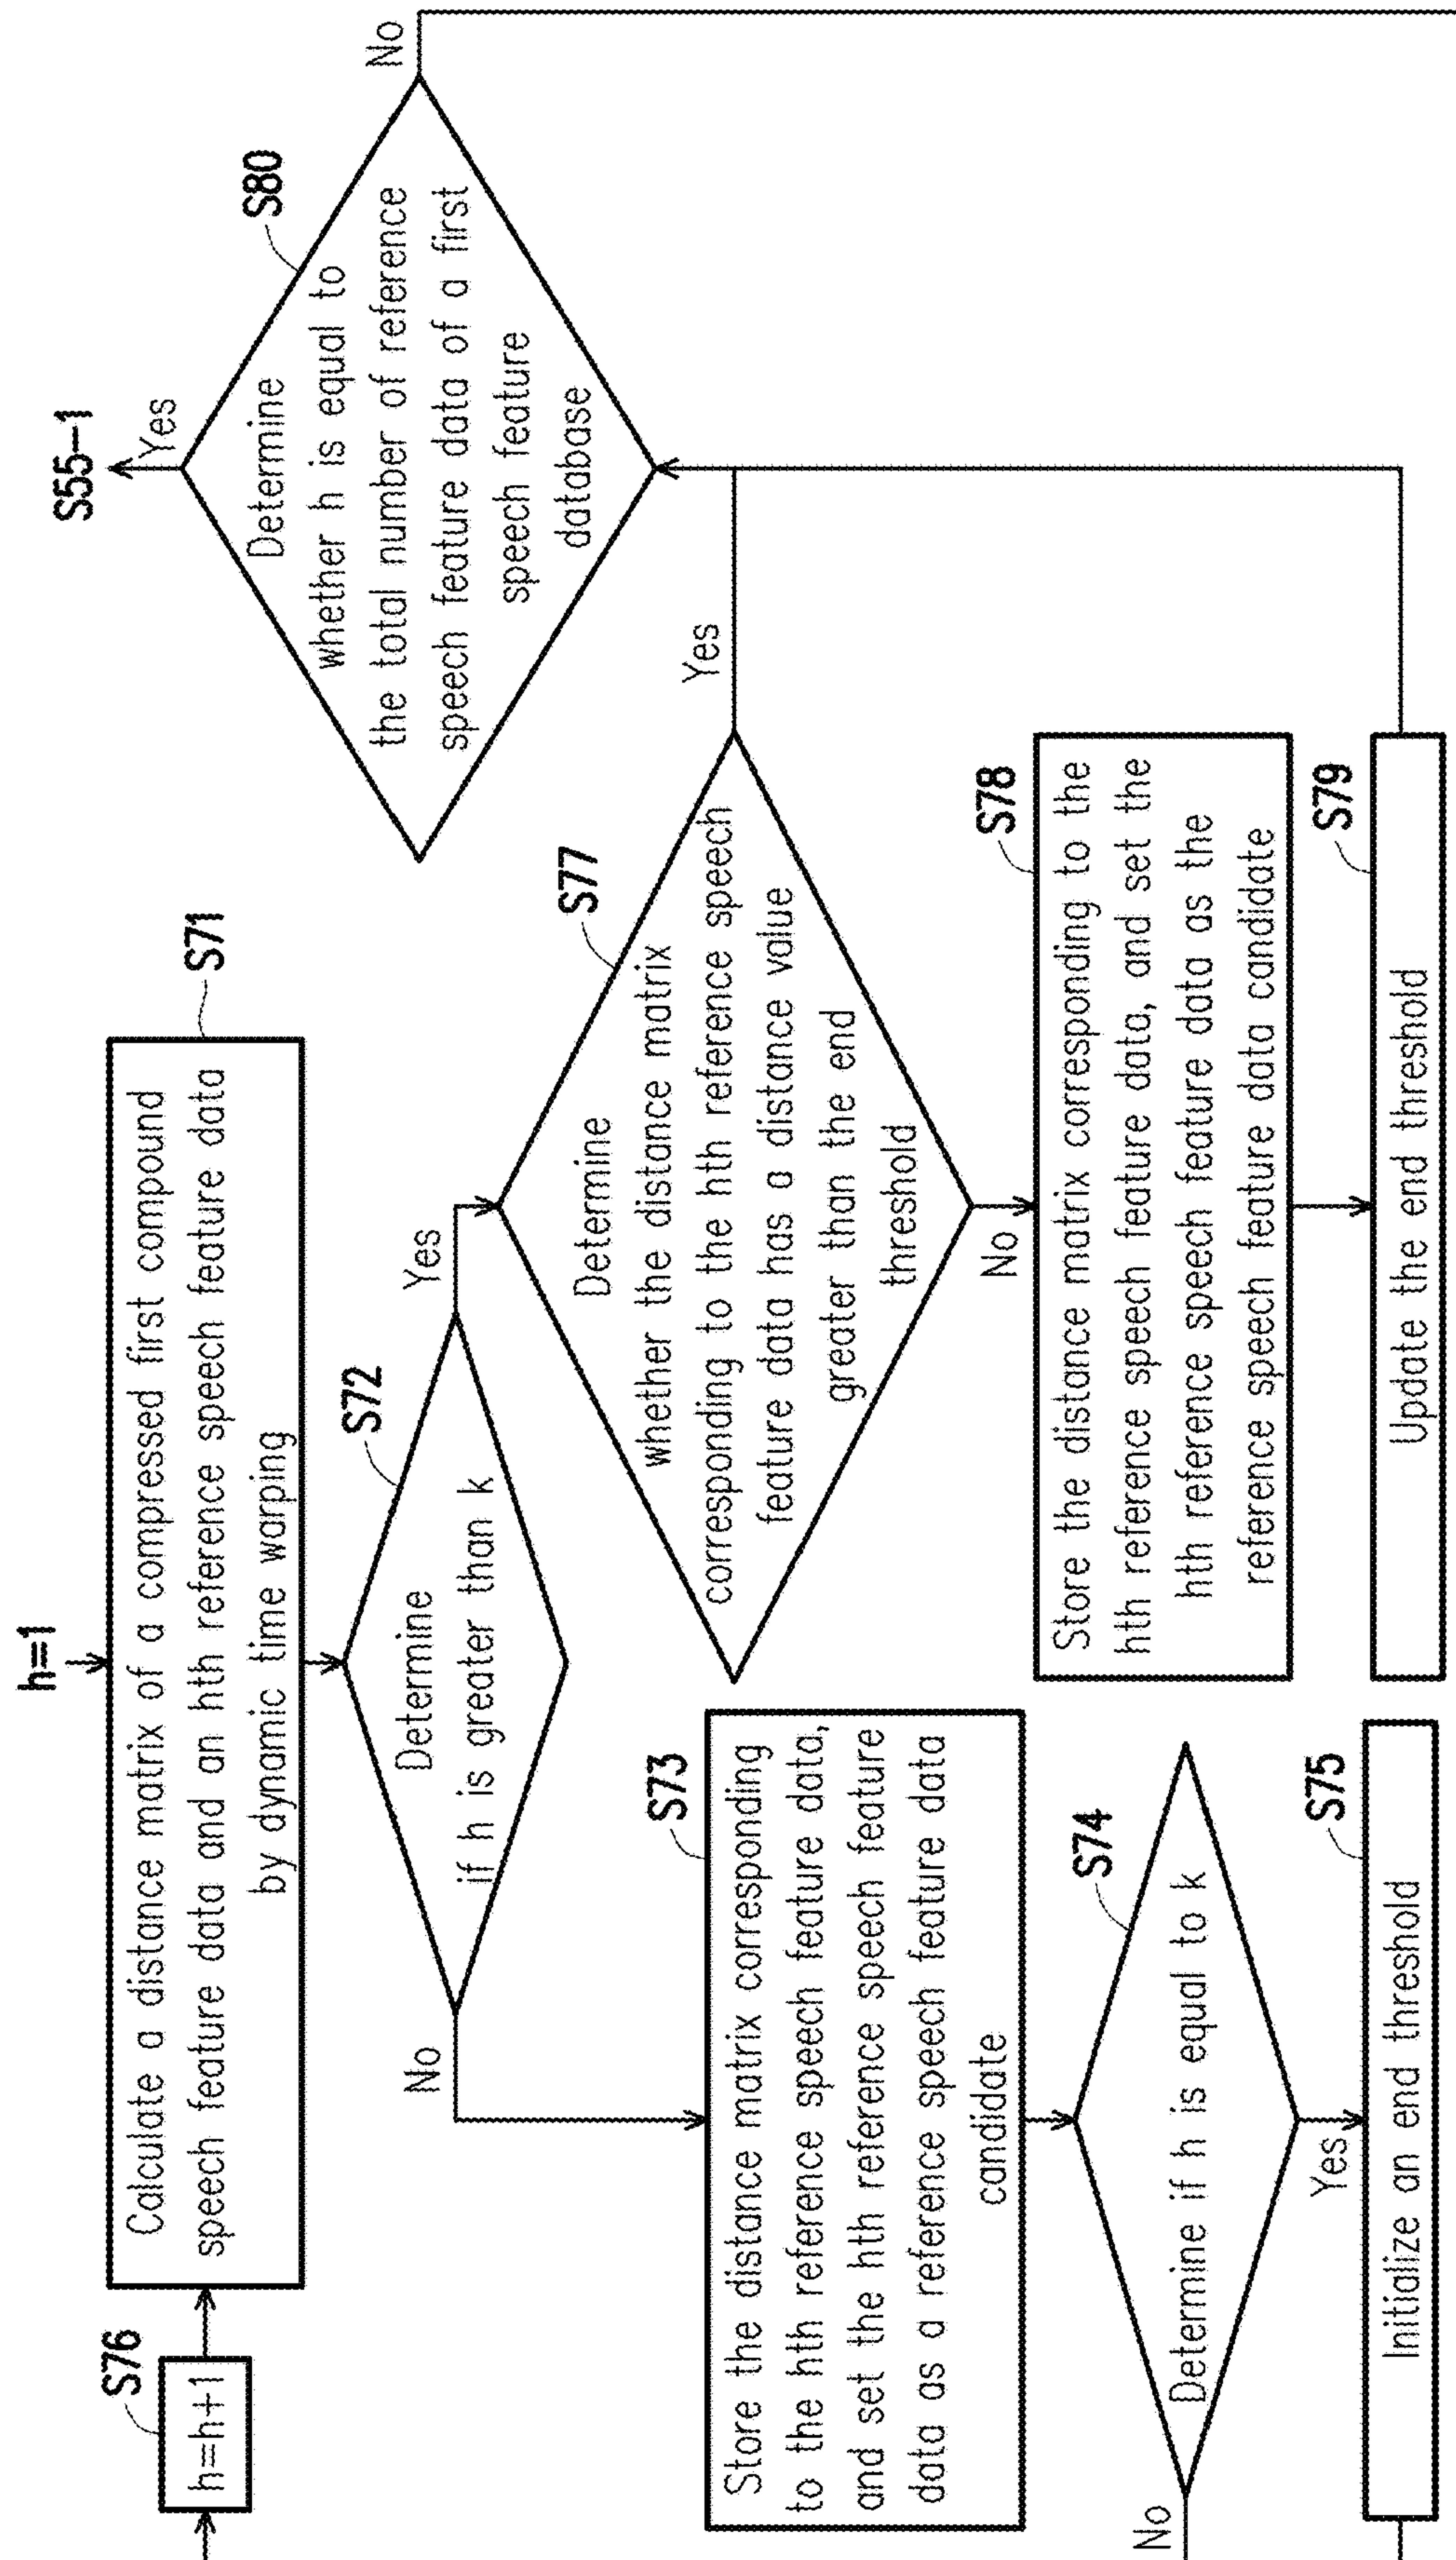 h=1
S76
h=h+1
S71
Calculate a distance matrix of a compressed first compound
speech feature data and an hth reference speech feature data
by dynamic time warping
S72
Determine
if h is greater than k
No
Yes
S73
Store the distance matrix corresponding
to the hth reference speech feature data,
and set the hth reference speech feature
data as a reference speech feature data
candidate
S74
Determine if h is equal to k
No
Yes
S75
Initialize an end threshold
S77
Determine
whether the distance matrix
corresponding to the hth reference speech
feature data has a distance value
greater than the end
threshold
Yes
No
S78
Store the distance matrix corresponding to the
hth reference speech feature data, and set the
hth reference speech feature data as the
reference speech feature data candidate
S79
Update the end threshold
S55-1
Yes
S80
Determine
whether h is equal to
the total number of reference
speech feature data of a first
speech feature
database
No